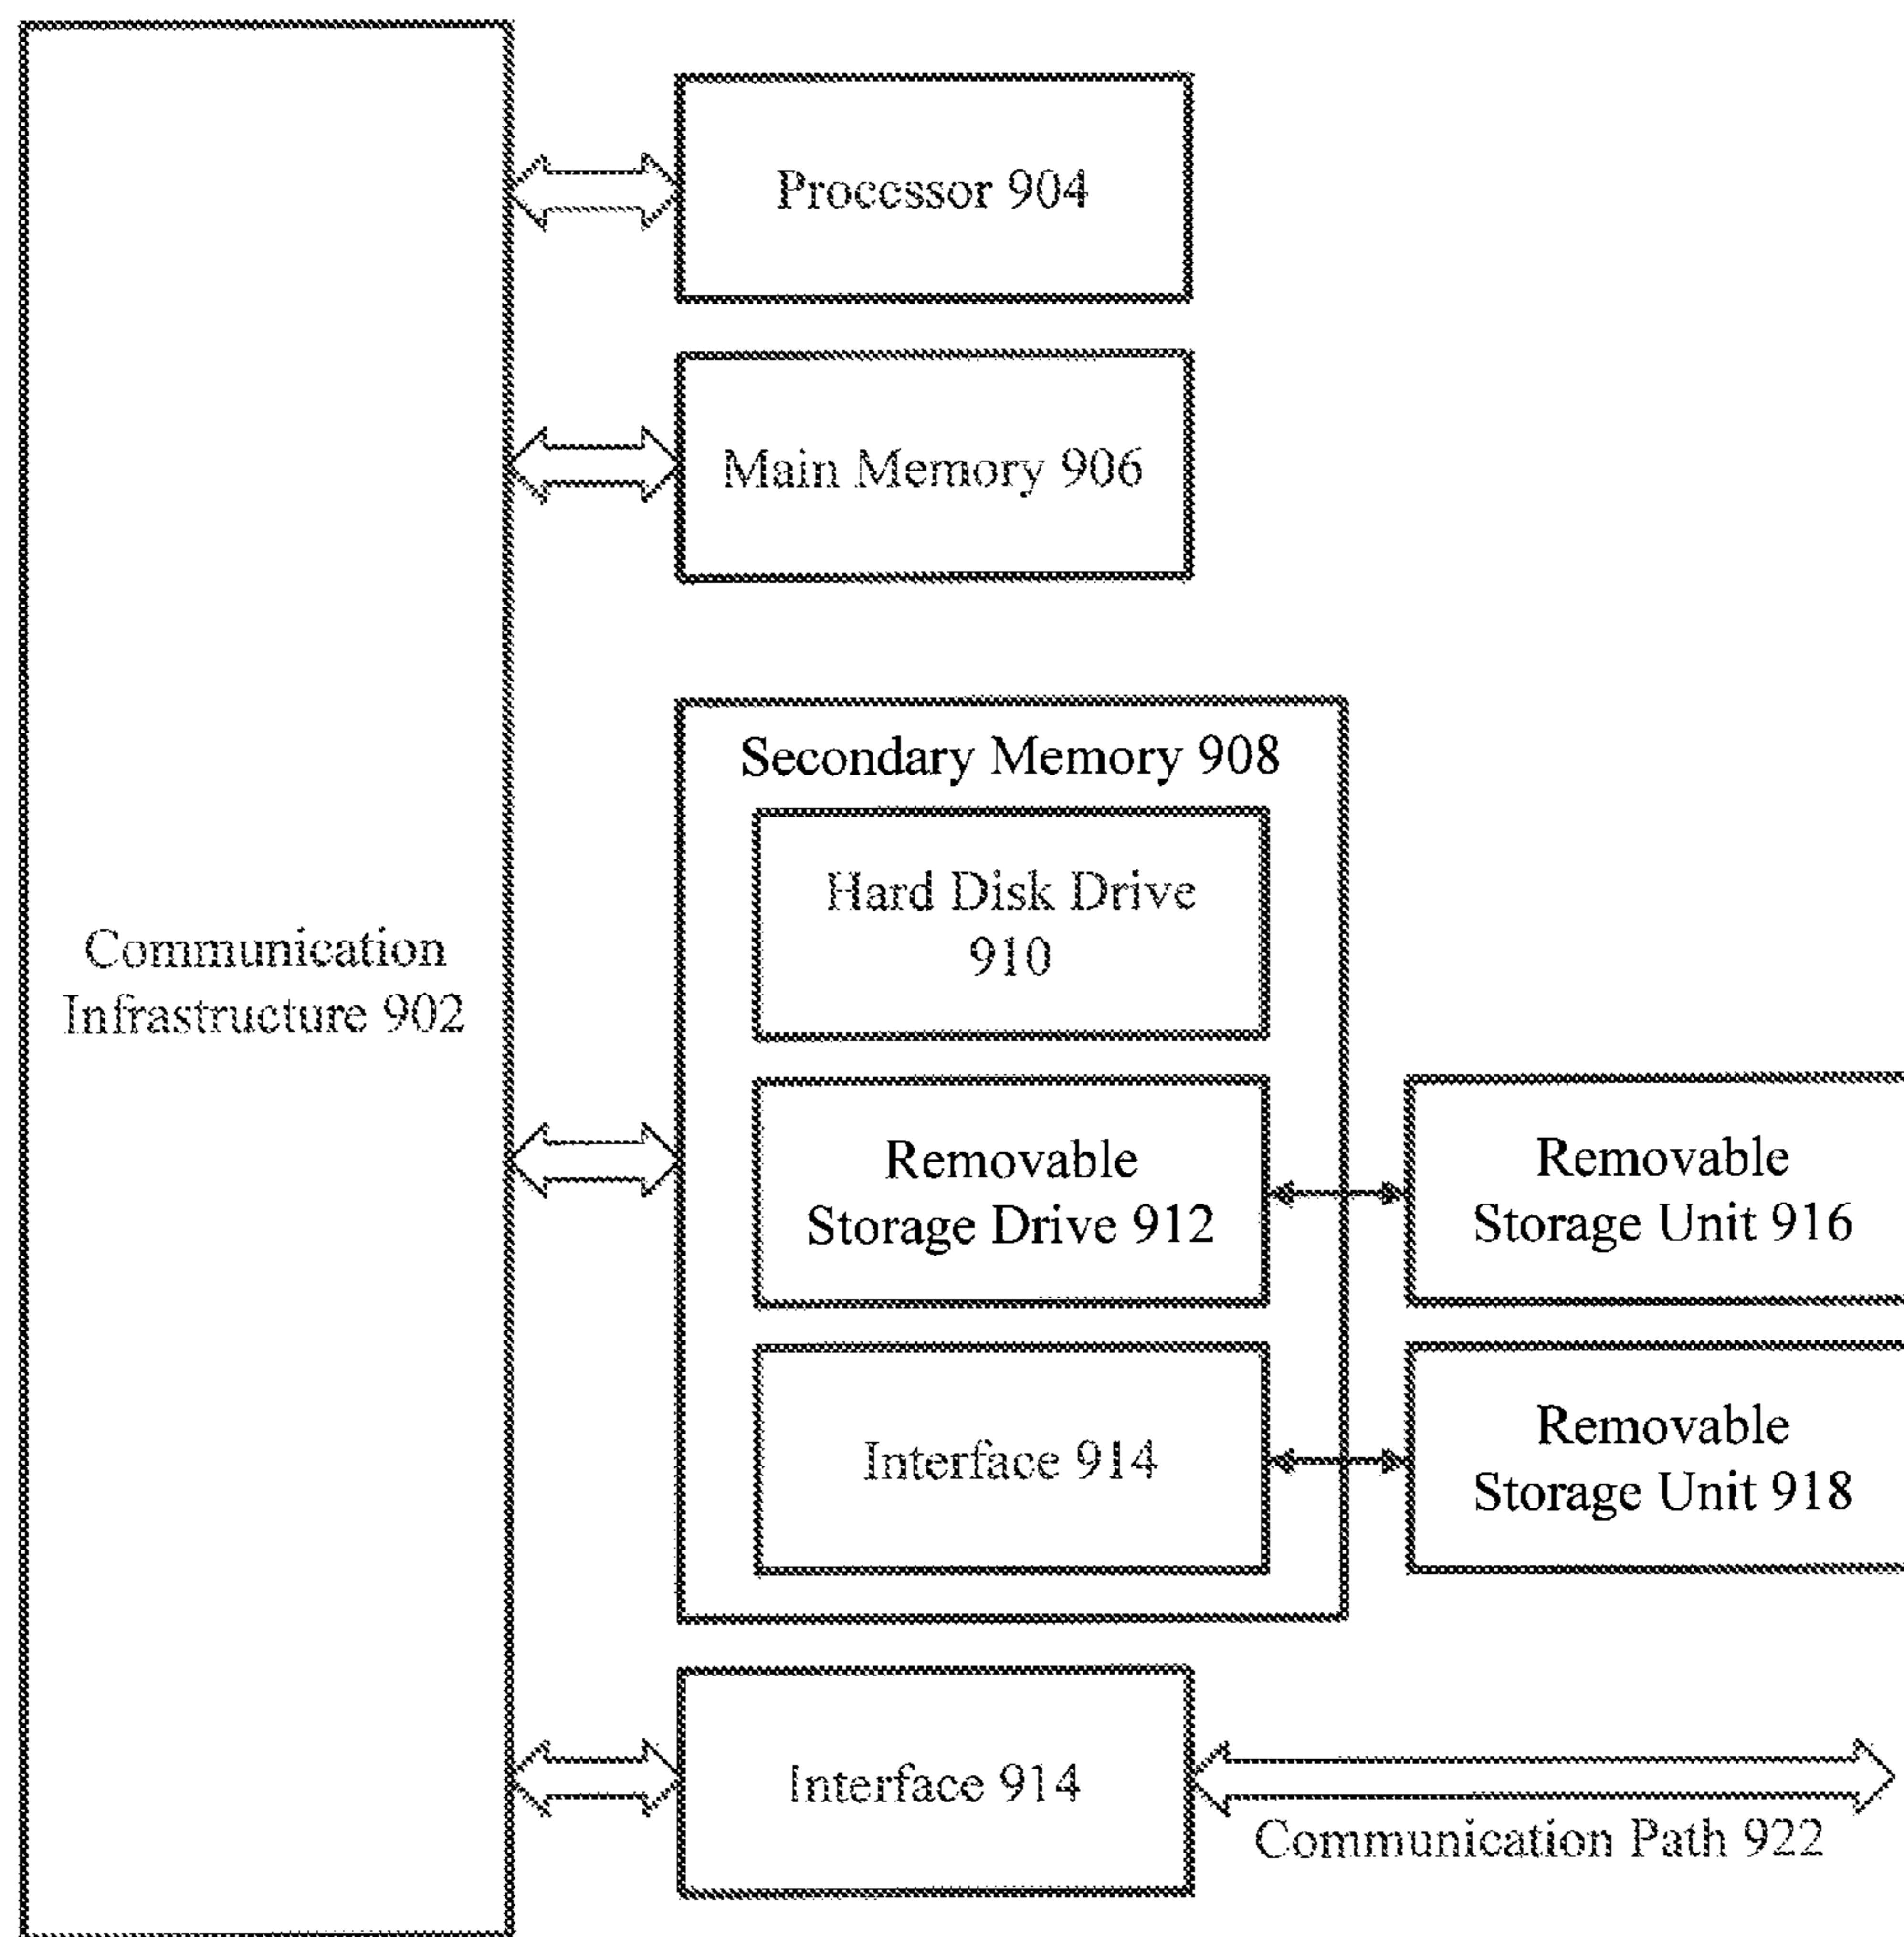 Processor 904
Main Memory 906
Secondary Memory 908
Hard Disk Drive
910
Communication
Infrastructure 902
Removable
Storage Drive 912
Removable
Storage Unit 916
Interface 914
Removable
Storage Unit 918
Interface 914
Communication Path 922